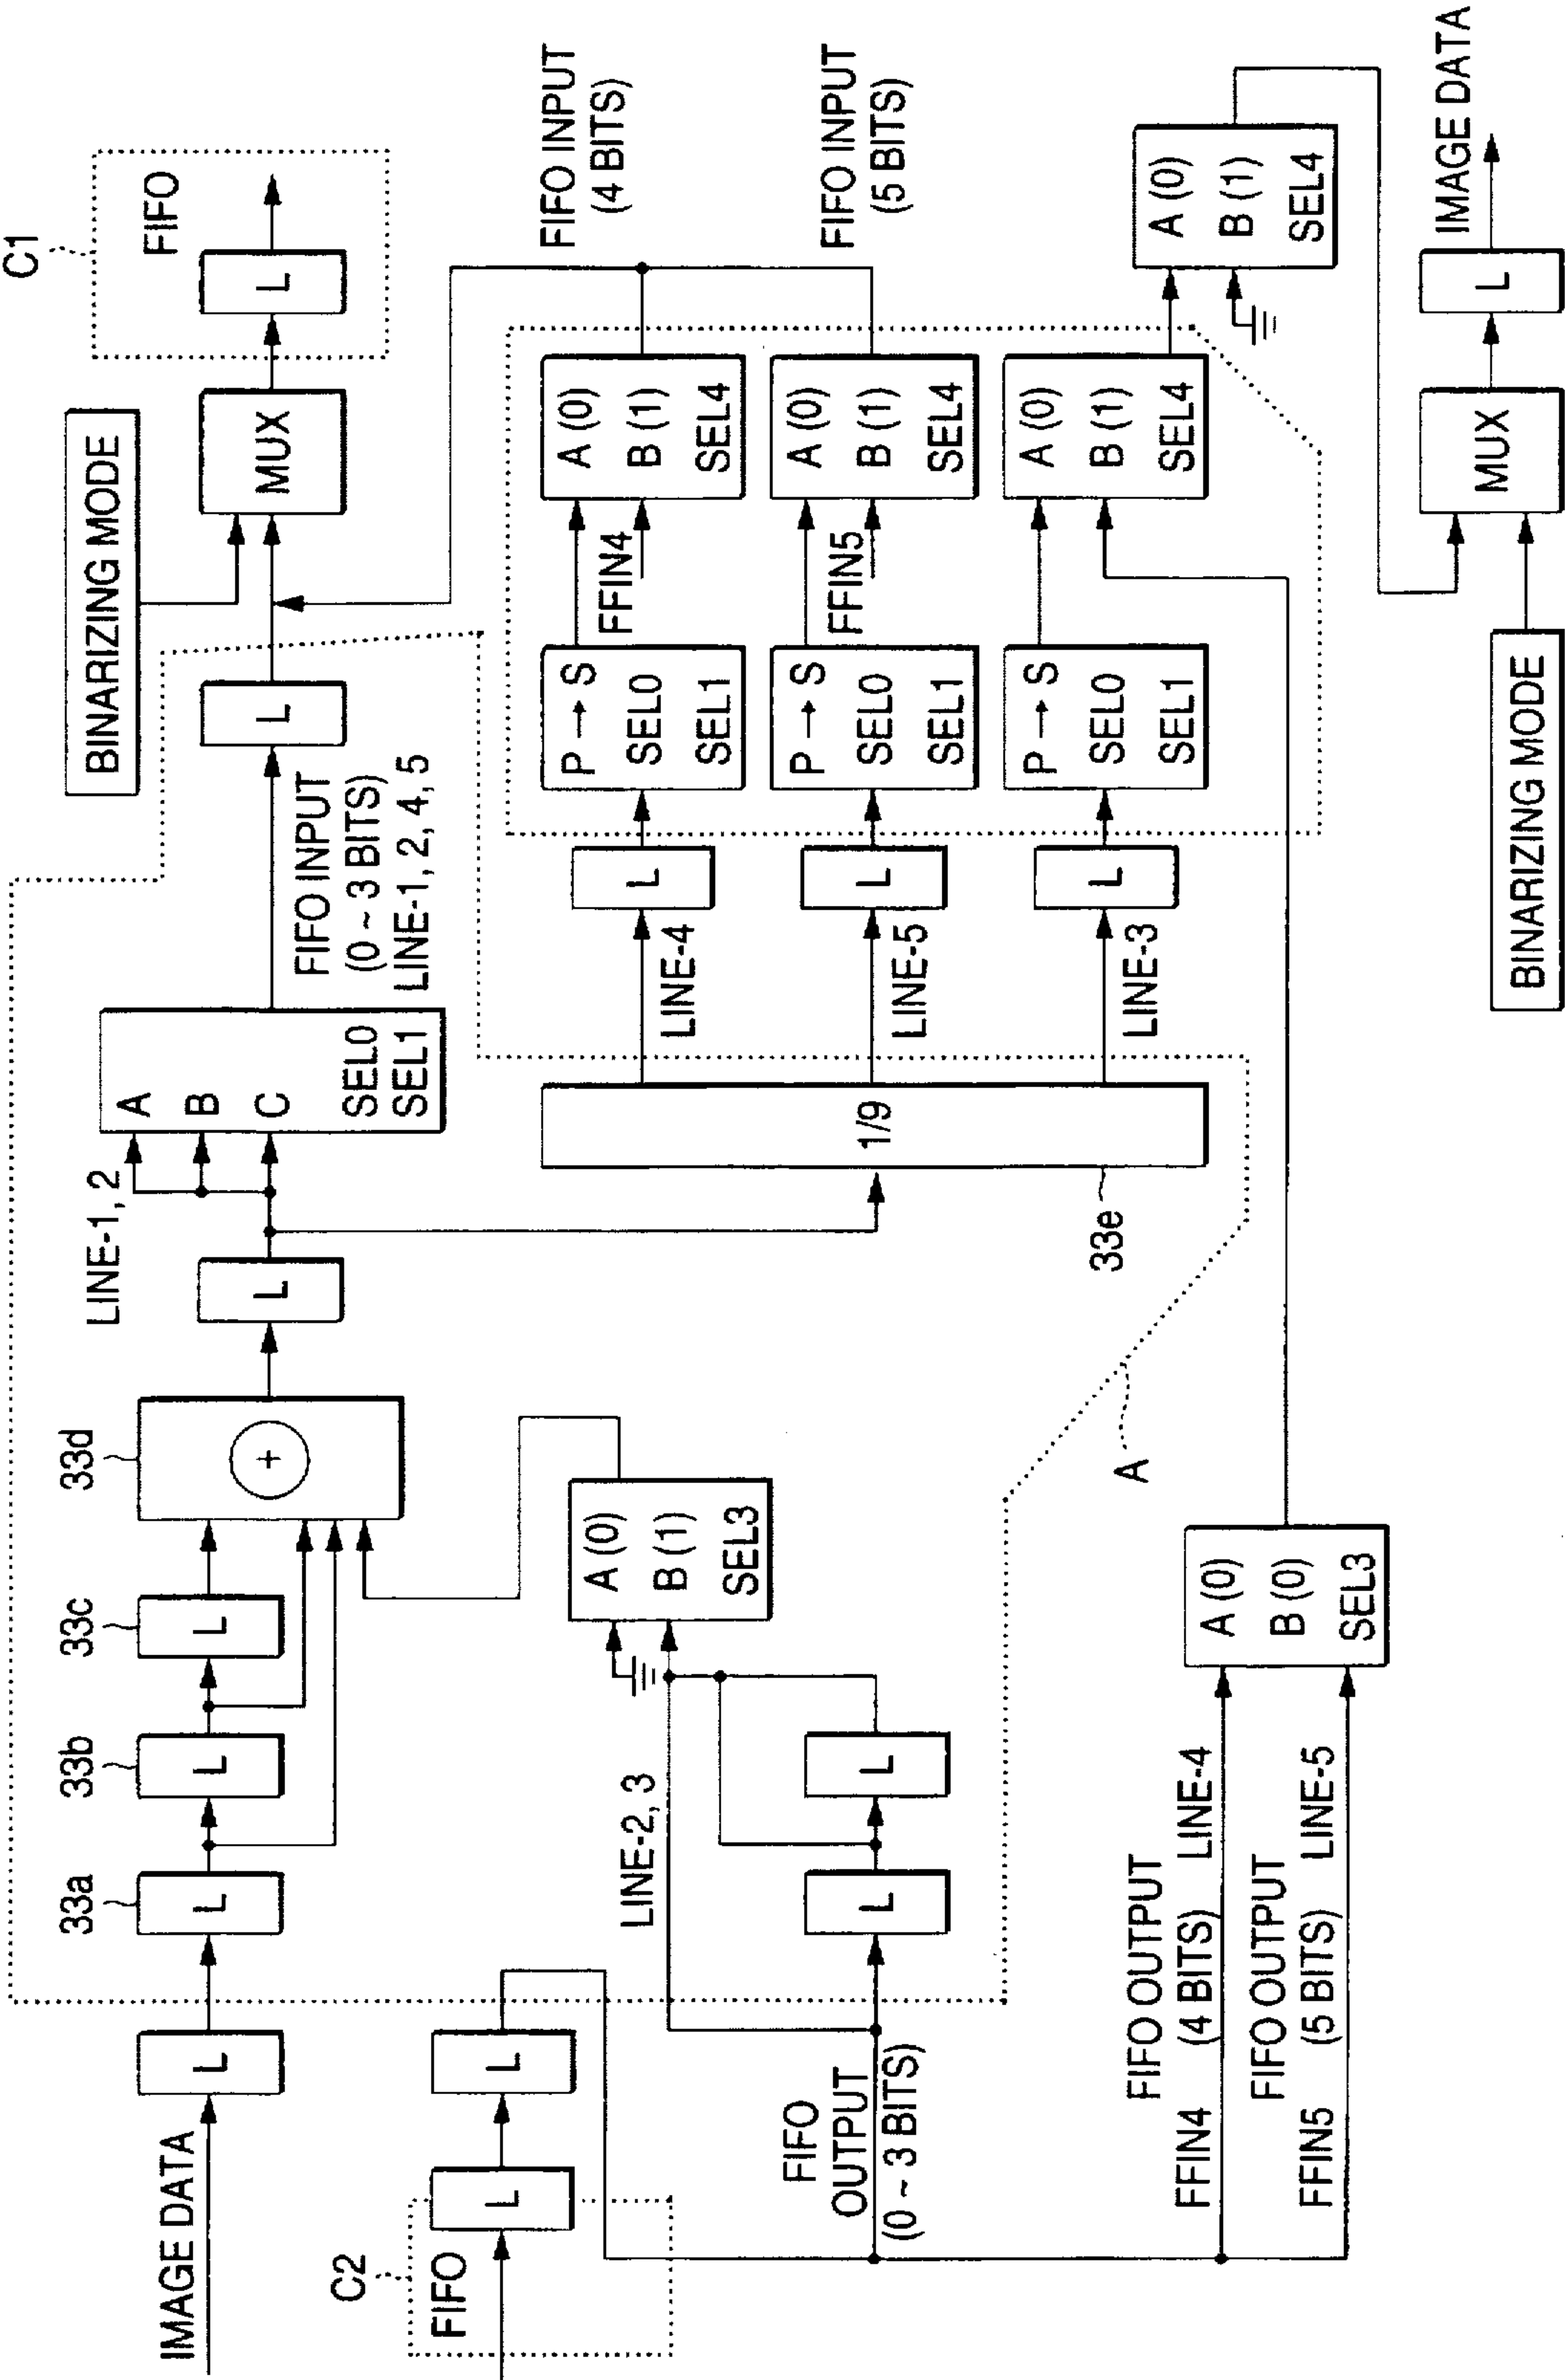 IMAGE DATA
L
33a
L
33b
L
33c
L
33d
+
L
LINE-1, 2
A
B
C
SEL0
SEL1
FIFO INPUT
(0 ~ 3 BITS)
LINE-1, 2, 4, 5
L
BINARIZING MODE
MUX
C1
FIFO
L
C2
FIFO
L
L
FIFO
OUTPUT
(0 ~ 3 BITS)
LINE-2, 3
L
L
A (0)
B (1)
SEL3
1/9
33e
A
LINE-4
L
P → S
SEL0
SEL1
FFIN4
A (0)
B (1)
SEL4
FIFO INPUT
(4 BITS)
LINE-5
L
P → S
SEL0
SEL1
FFIN5
A (0)
B (1)
SEL4
FIFO INPUT
(5 BITS)
LINE-3
L
P → S
SEL0
SEL1
A (0)
B (1)
SEL4
A (0)
B (1)
SEL4
FIFO OUTPUT
FFIN4 (4 BITS) LINE-4
FIFO OUTPUT
FFIN5 (5 BITS) LINE-5
A (0)
B (0)
SEL3
BINARIZING MODE
MUX
L
IMAGE DATA